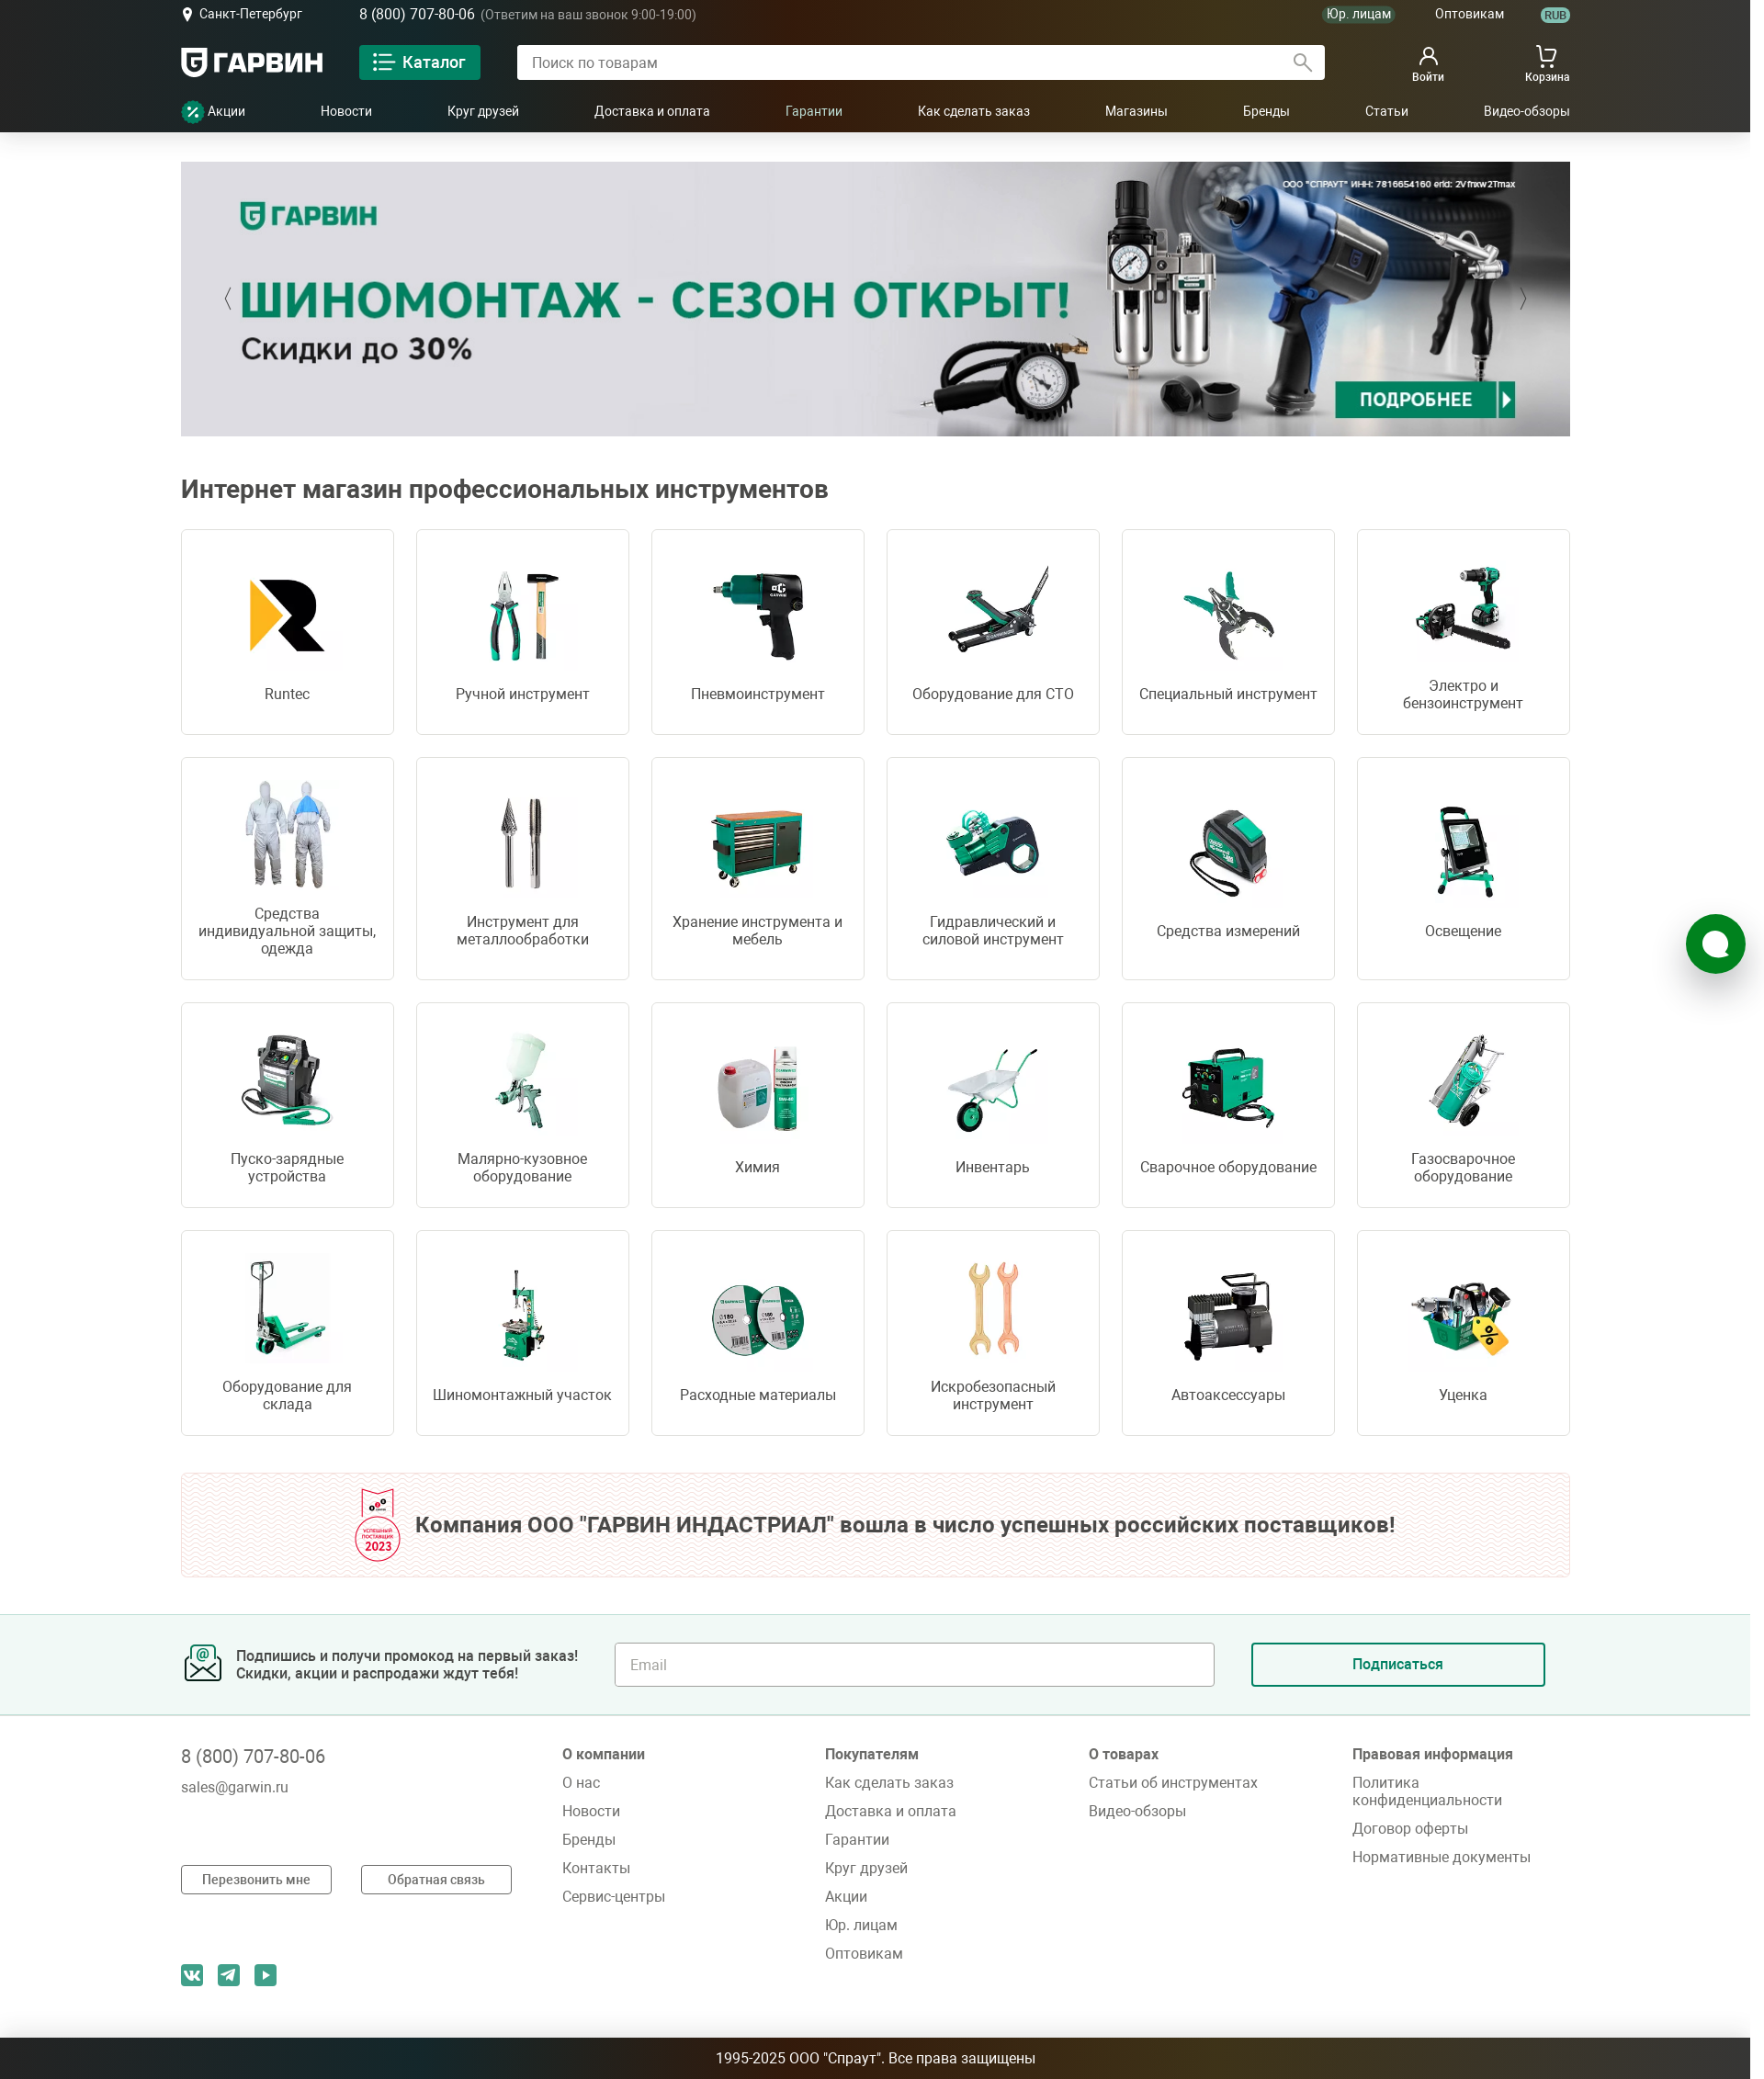 Санкт-Петербург
8 (800) 707-80-06 (Ответим на ваш звонок 9:00-19:00)
Юр. лицам
Оптовикам
RUB
ГАРВИН
Каталог
Поиск по товарам
Войти
Корзина
Акции
Новости
Круг друзей
Доставка и оплата
Гарантии
Как сделать заказ
Магазины
Бренды
Статьи
Видео-обзоры
ООО "СПРАУТ" ИНН: 7816654160 erid: 2Vfnxw2Tmax
ГАРВИН
ШИНОМОНТАЖ - СЕЗОН ОТКРЫТ!
Скидки до 30%
ПОДРОБНЕЕ
Интернет магазин профессиональных инструментов
Runtec
Ручной инструмент
Пневмоинструмент
Оборудование для СТО
Специальный инструмент
Электро и
бензоинструмент
Средства
индивидуальной защиты,
одежда
Инструмент для
металлообработки
Хранение инструмента и
мебель
Гидравлический и
силовой инструмент
Средства измерений
Освещение
Пуско-зарядные
устройства
Малярно-кузовное
оборудование
Химия
Инвентарь
Сварочное оборудование
Газосварочное
оборудование
Оборудование для
склада
Шиномонтажный участок
Расходные материалы
Искробезопасный
инструмент
Автоаксессуары
Уценка
УСПЕШНЫЙ
ПОСТАВЩИК
2023
Компания ООО "ГАРВИН ИНДАСТРИАЛ" вошла в число успешных российских поставщиков!
Подпишись и получи промокод на первый заказ!
Скидки, акции и распродажи ждут тебя!
Email
Подписаться
8 (800) 707-80-06
sales@garwin.ru
Перезвонить мне
Обратная связь
О компании
О нас
Новости
Бренды
Контакты
Сервис-центры
Покупателям
Как сделать заказ
Доставка и оплата
Гарантии
Круг друзей
Акции
Юр. лицам
Оптовикам
О товарах
Статьи об инструментах
Видео-обзоры
Правовая информация
Политика
конфиденциальности
Договор оферты
Нормативные документы
1995-2025 ООО "Спраут". Все права защищены